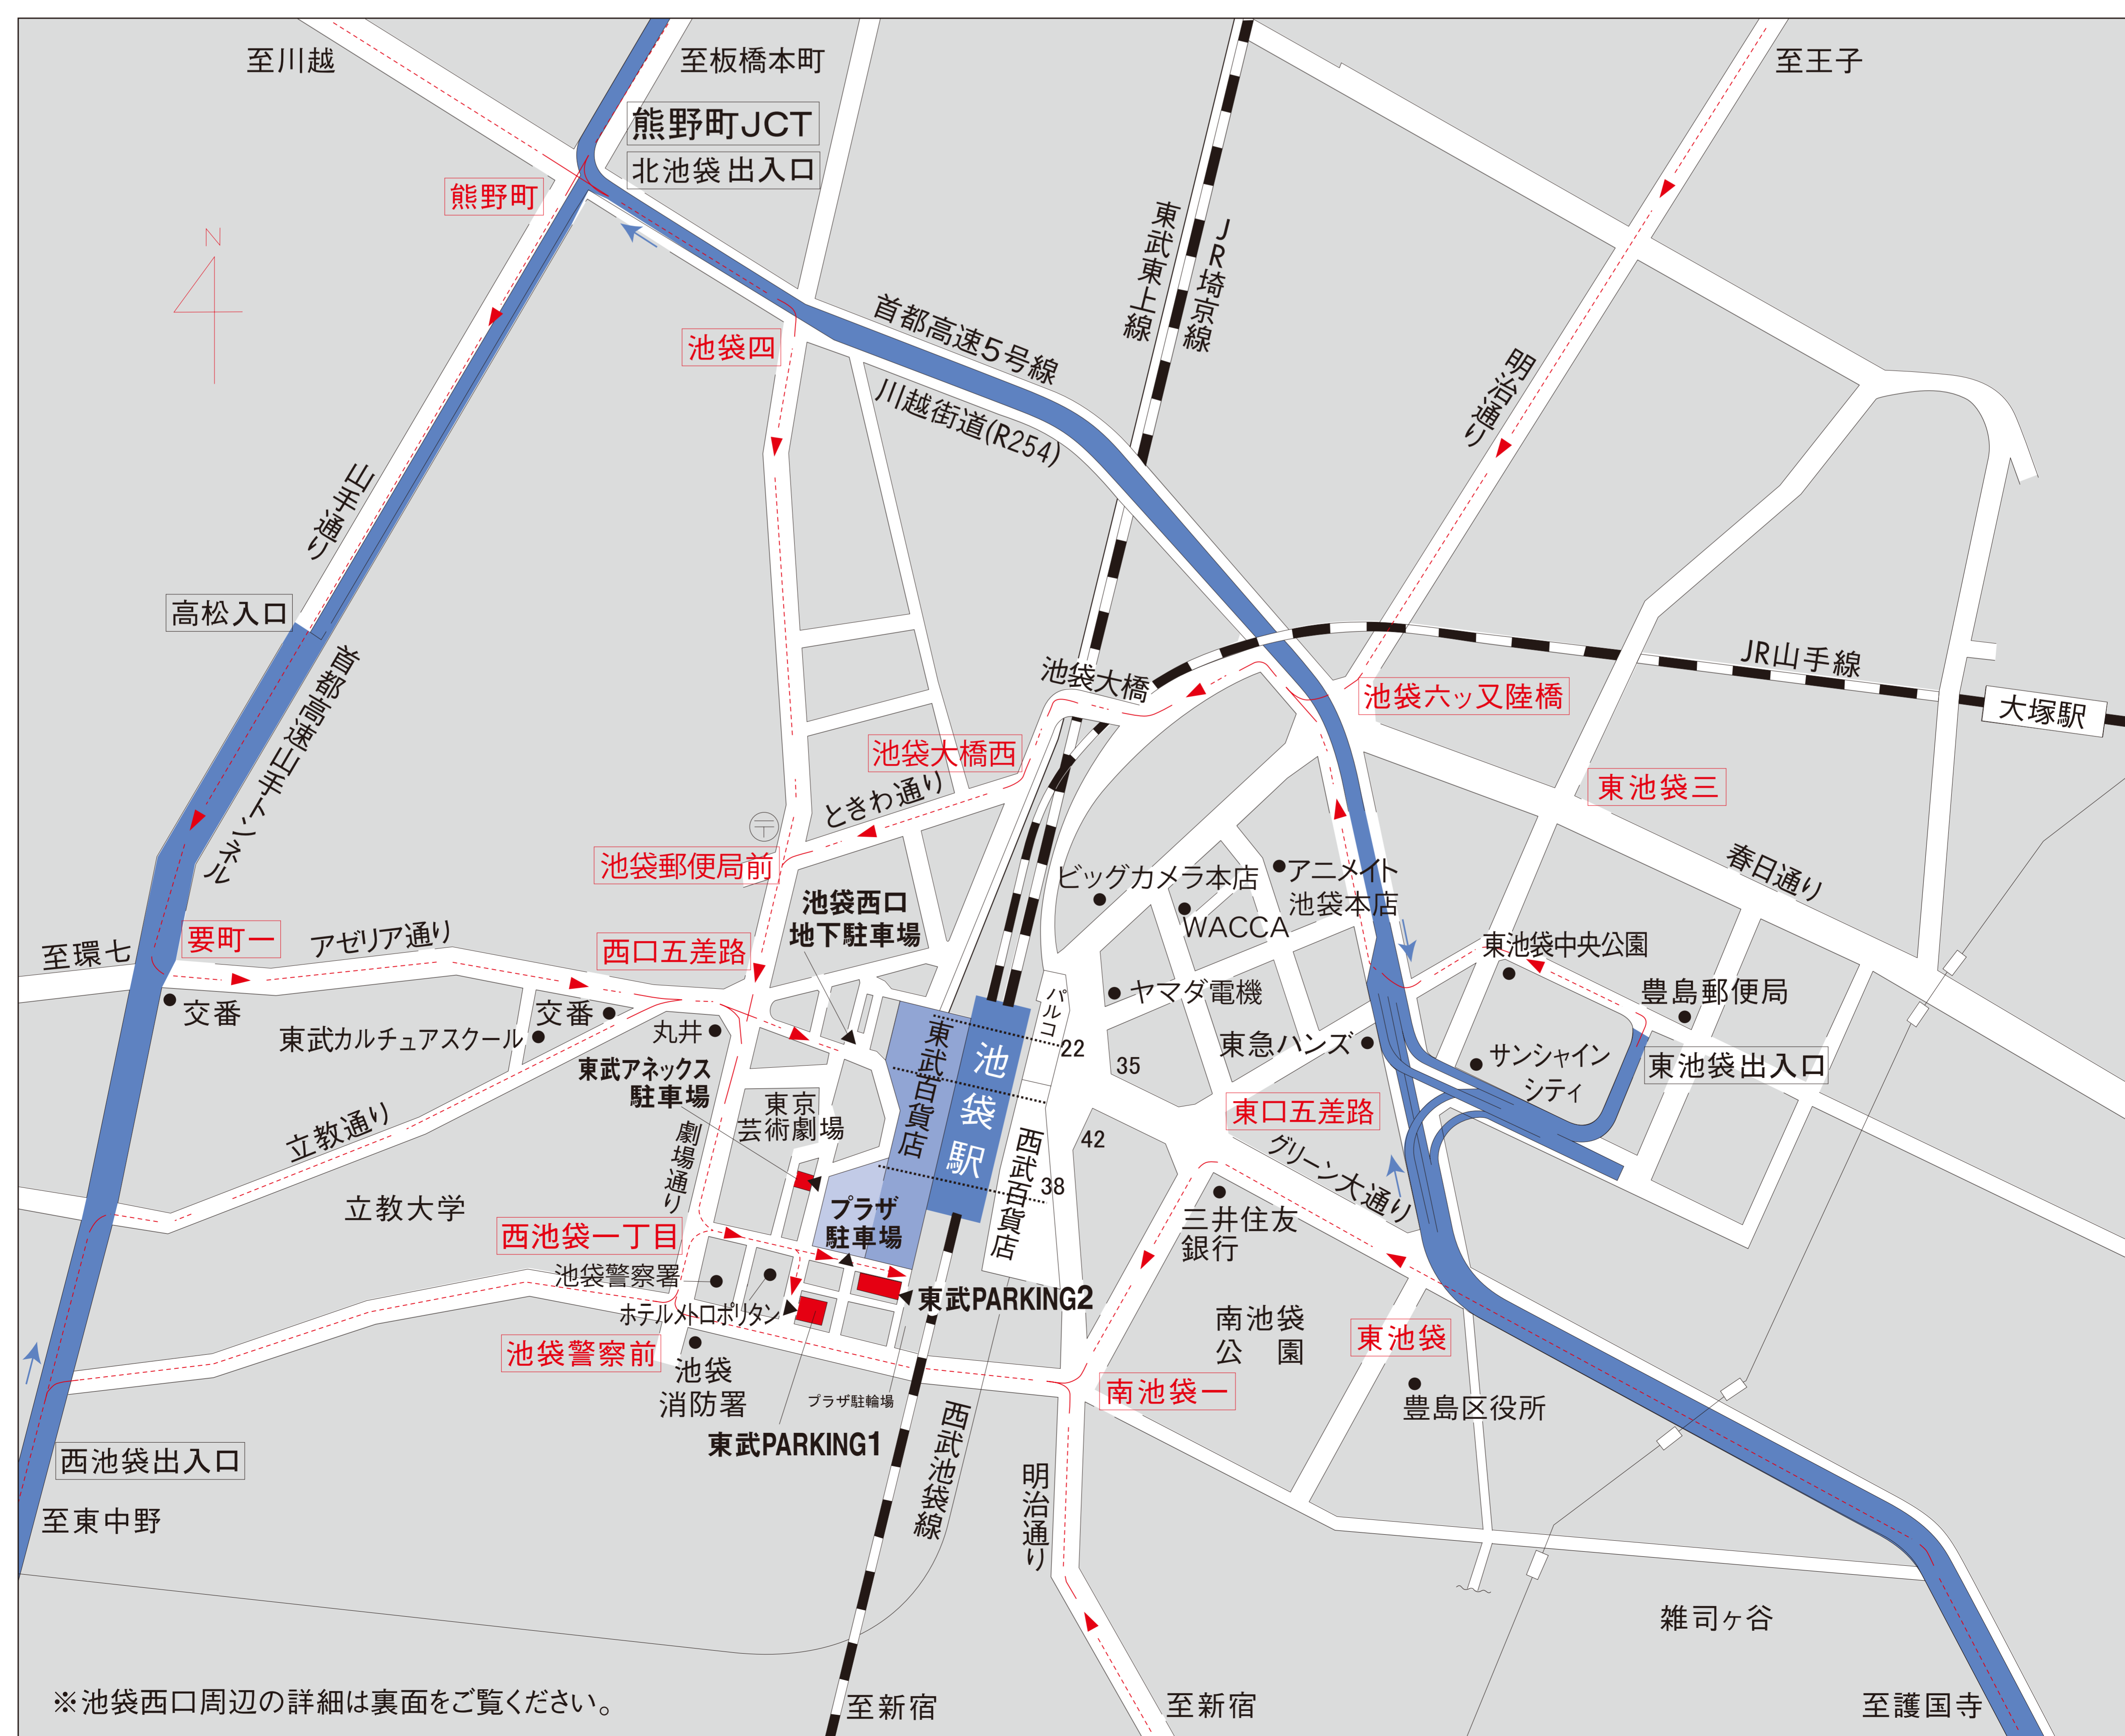 至川越
至板橋本町
至王子
熊野町JCT
北池袋出入口
熊野町
N
東武東上線
JR埼京線
池袋四
首都高速5号線
川越街道(R254)
明治通り
山手通り
高松入口
首都高速山手トンネル
池袋大橋
JR山手線
大塚駅
池袋六ッ又陸橋
池袋大橋西
ときわ通り
東池袋三
〒
池袋郵便局前
春日通り
ビッグカメラ本店
アニメイト
池袋本店
WACCA
池袋西口
地下駐車場
要町一
アゼリア通り
西口五差路
至環七
東池袋中央公園
豊島郵便局
パルコ
ヤマダ電機
交番
交番
東武カルチュアスクール
丸井
東武百貨店
池袋駅
22
35
東急ハンズ
サンシャイン
シティ
東池袋出入口
東武アネックス
駐車場
東京
芸術劇場
東口五差路
立教通り
劇場通り
42
西武百貨店
38
グリーン大通り
立教大学
プラザ
駐車場
三井住友
銀行
西池袋一丁目
池袋警察署
ホテルメトロポリタン
東武PARKING2
南池袋
公園
東池袋
池袋警察前
池袋
消防署
プラザ駐輪場
南池袋一
豊島区役所
東武PARKING1
西武池袋線
明治通り
西池袋出入口
至東中野
雑司ヶ谷
※池袋西口周辺の詳細は裏面をご覧ください。
至新宿
至新宿
至護国寺